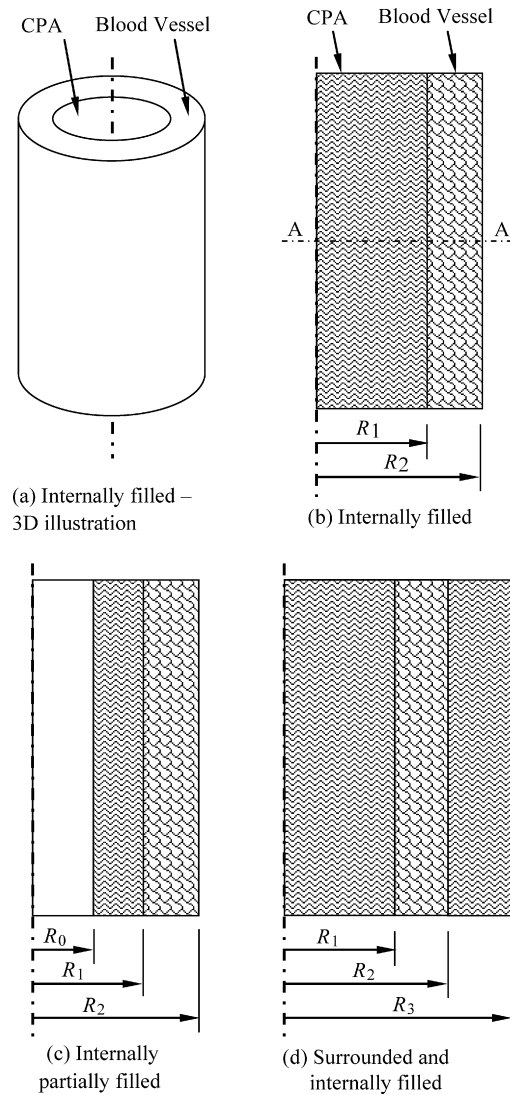 CPA Blood Vessel
(a) Internally filled –
3D illustration
CPA Blood Vessel
A A
R1
R2
(b) Internally filled
R0
R1
R2
(c) Internally
partially filled
R1
R2
R3
(d) Surrounded and
internally filled